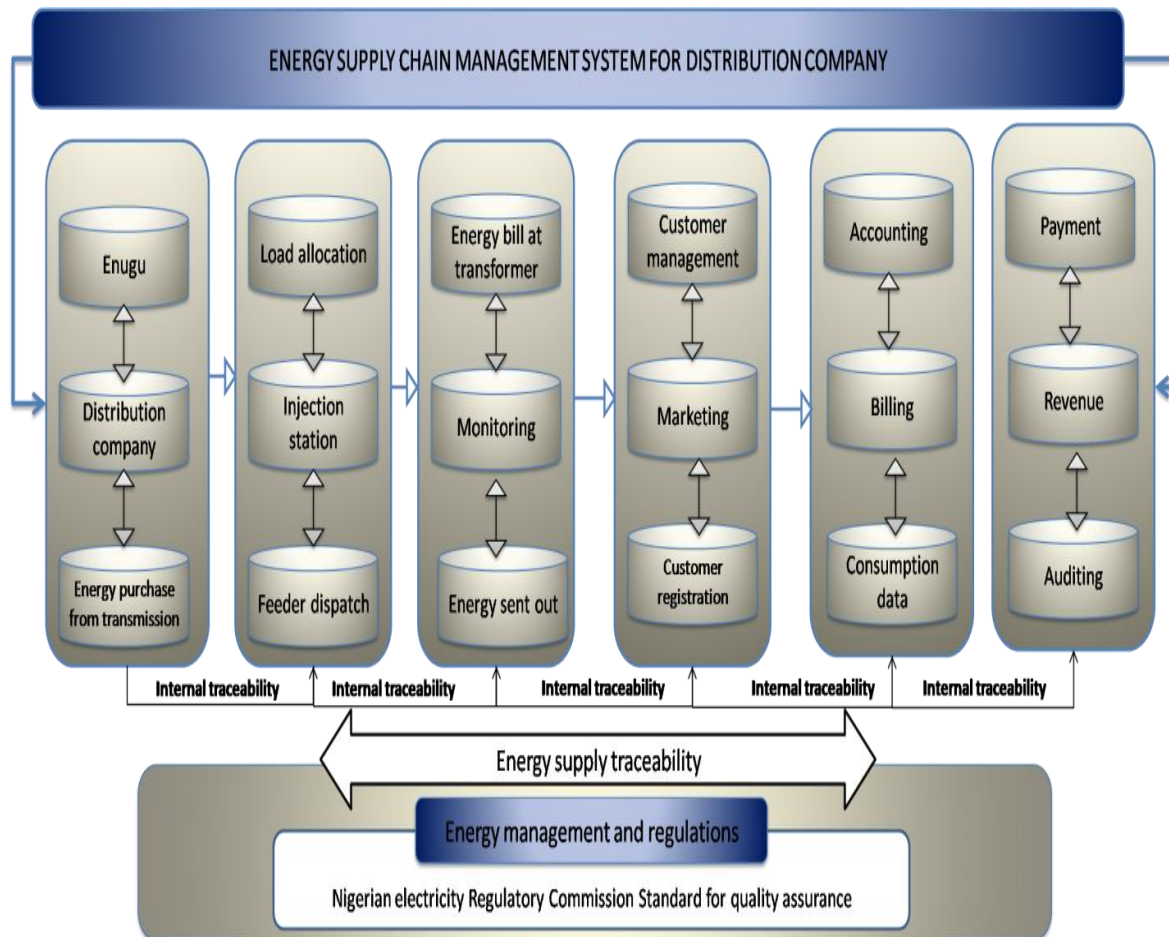 ENERGY SUPPLY CHAIN MANAGEMENT SYSTEM FOR DISTRIBUTION COMPANY
Enugu
Distribution
company
Energy purchase
from transmission
Load allocation
Injection
station
Feeder dispatch
Energy bill at
transformer
Monitoring
Energy sent out
Customer
management
Marketing
Customer
registration
Accounting
Billing
Consumption
data
Payment
Revenue
Auditing
Internal traceability
Internal traceability
Internal traceability
Internal traceability
Internal traceability
Energy supply traceability
Energy management and regulations
Nigerian electricity Regulatory Commission Standard for quality assurance